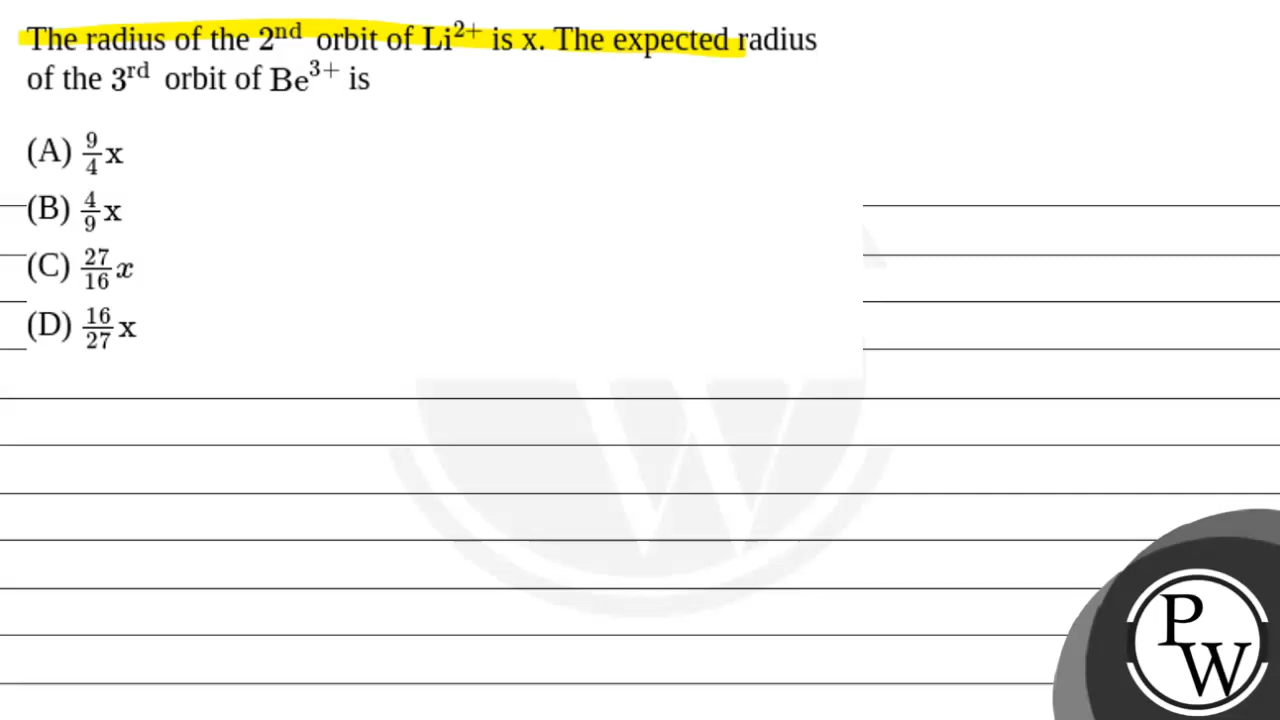 The radius of the 2nd orbit of Li2+ is x. The expected radius
of the 3rd orbit of Be3+ is
(A) 9/4 x
(B) 4/9 x
(C) 27/16 x
(D) 16/27 x
P
W